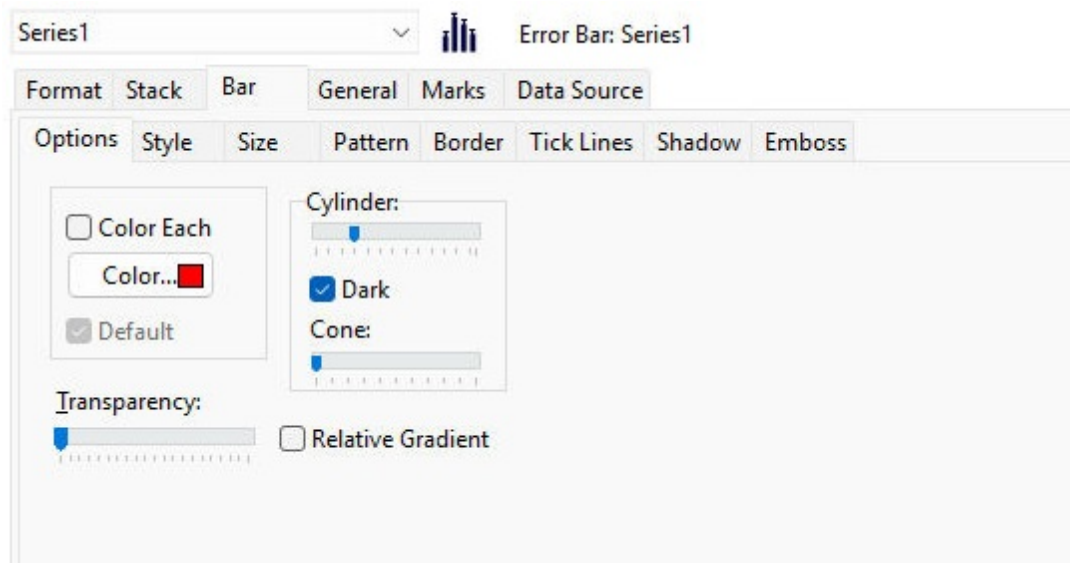 Series1 Error Bar: Series1
Format Stack Bar General Marks Data Source
Options Style Size Pattern Border Tick Lines Shadow Emboss
Color Each
Color...
Default
Cylinder:
Dark
Cone:
Transparency:
Relative Gradient